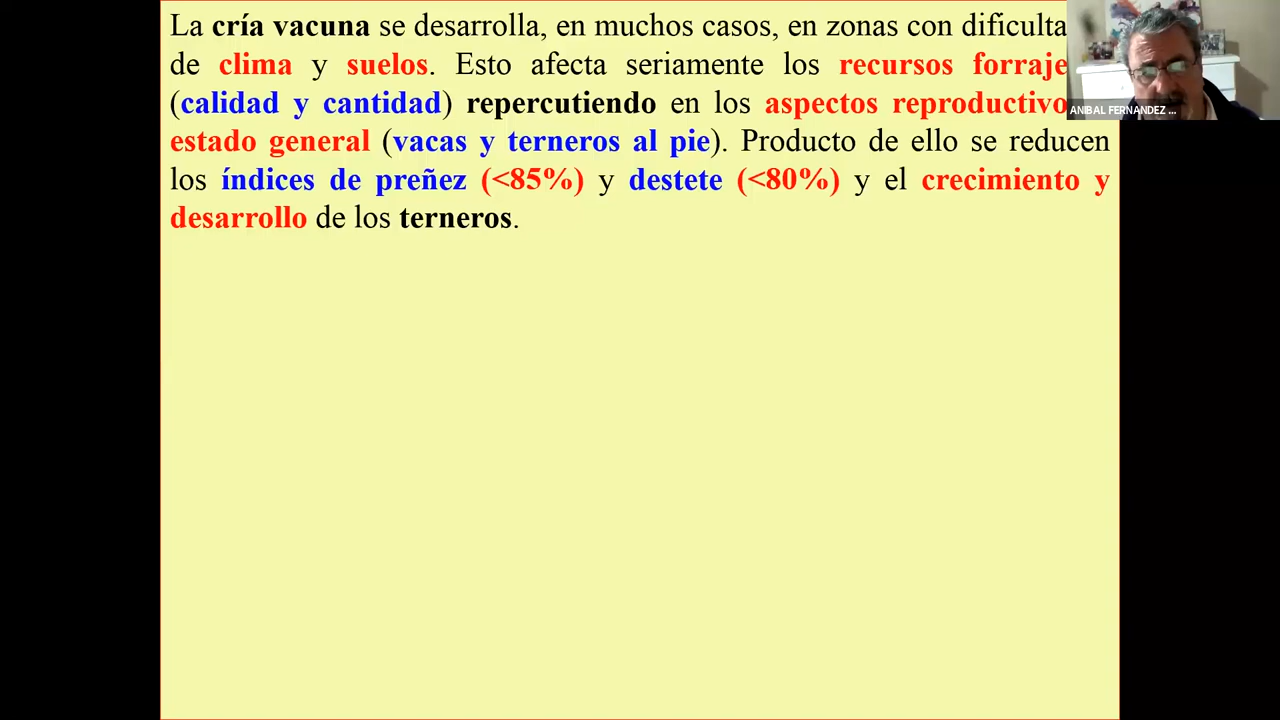 La cría vacuna se desarrolla, en muchos casos, en zonas con dificulta
de clima y suelos. Esto afecta seriamente los recursos forraje
(calidad y cantidad) repercutiendo en los aspectos reproductivo
estado general (vacas y terneros al pie). Producto de ello se reducen
los índices de preñez (<85%) y destete (<80%) y el crecimiento y
desarrollo de los terneros.
ANIBAL FERNANDEZ ...